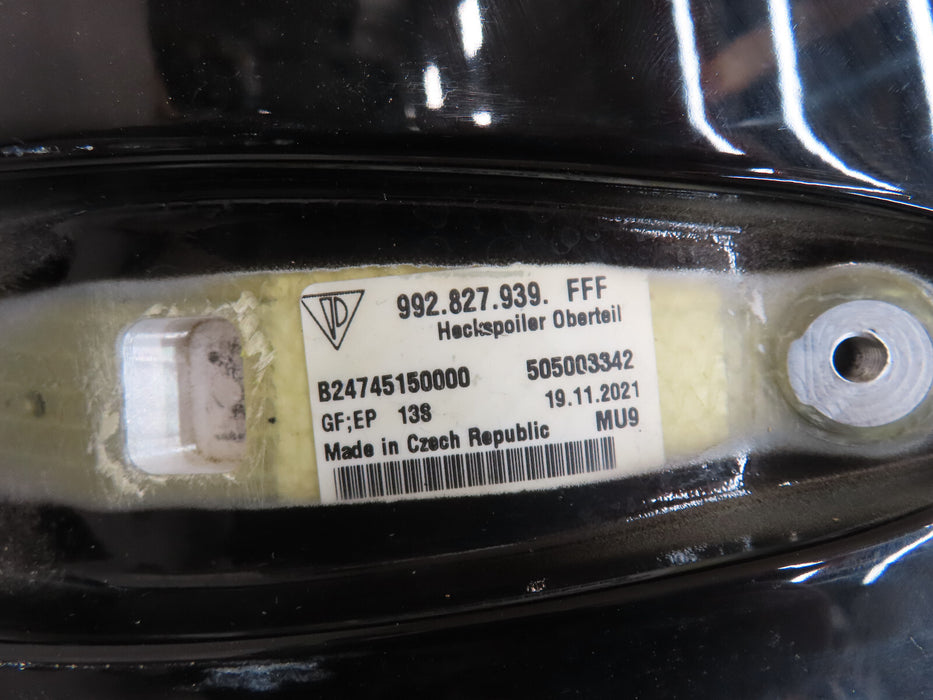 992.827.939. FFF
Heckspoiler Oberteil
B24745150000 505003342
GF;EP 138 19.11.2021
Made in Czech Republic MU9